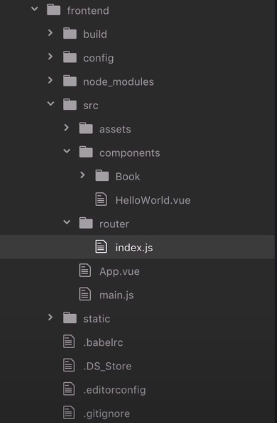 frontend
build
config
node_modules
src
assets
components
Book
HelloWorld.vue
router
index.js
App.vue
main.js
static
.babelrc
.DS_Store
.editorconfig
.gitignore